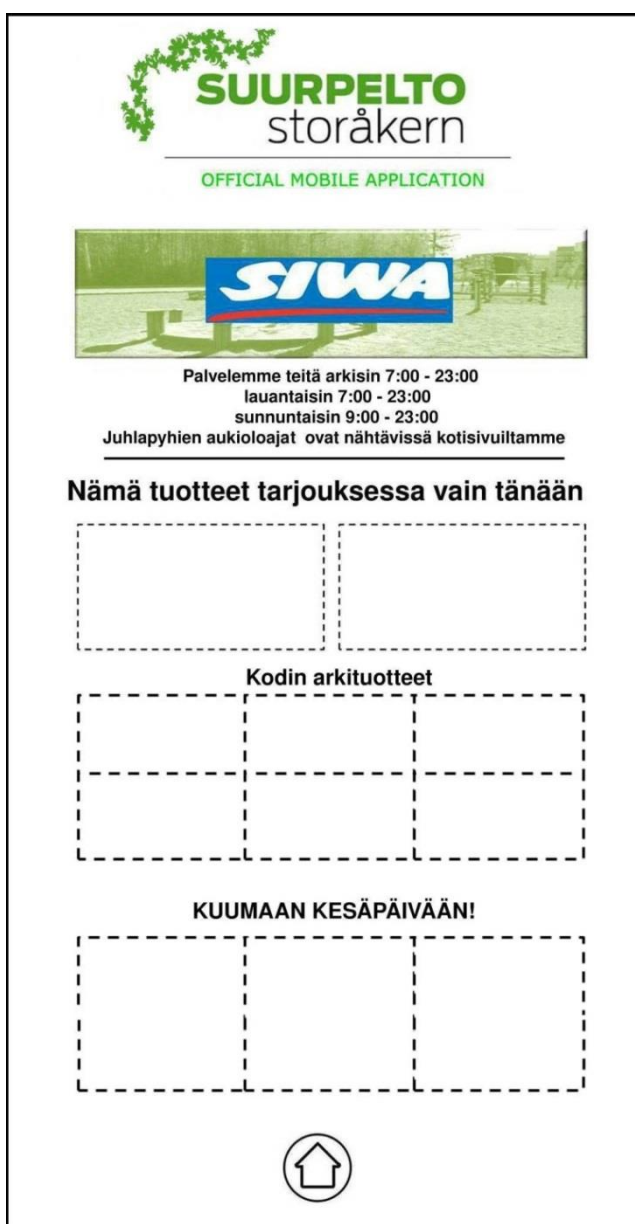 SUURPELTO
storåkern
OFFICIAL MOBILE APPLICATION
SIWA
Palvelemme teitä arkisin 7:00 - 23:00
lauantaisin 7:00 - 23:00
sunnuntaisin 9:00 - 23:00
Juhlapyhien aukioloajat ovat nähtävissä kotisivuiltamme
Nämä tuotteet tarjouksessa vain tänään
Kodin arkituotteet
KUUMAAN KESÄPÄIVÄÄN!